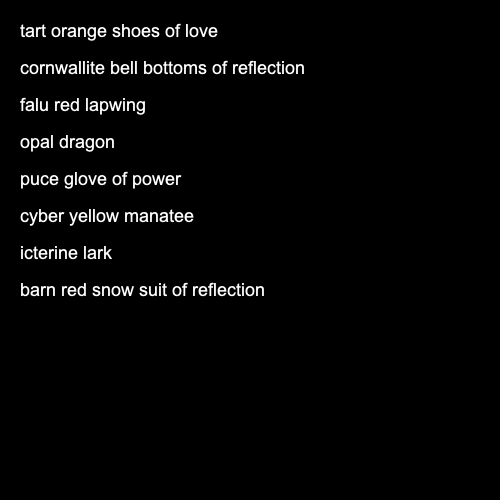 tart orange shoes of love
cornwallite bell bottoms of reflection
falu red lapwing
opal dragon
puce glove of power
cyber yellow manatee
icterine lark
barn red snow suit of reflection